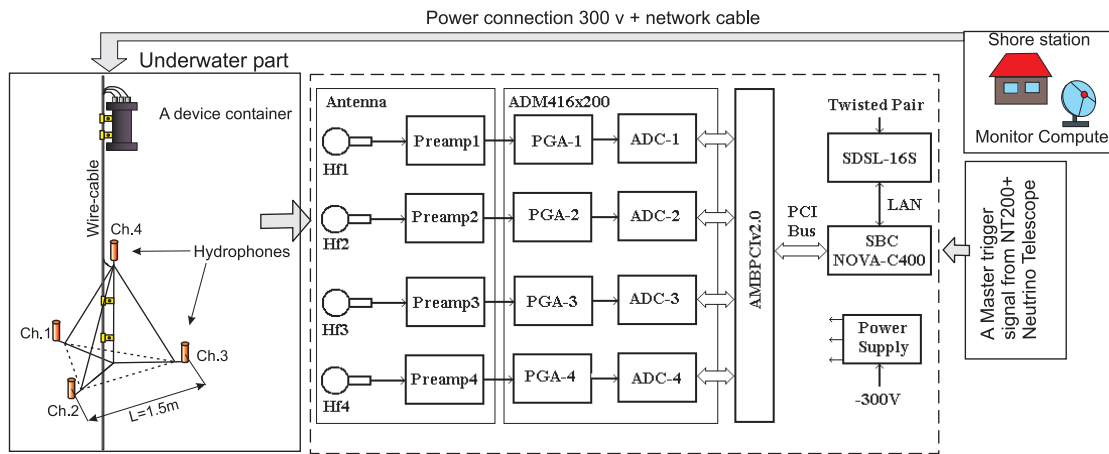 Power connection 300 v + network cable
Shore station
Monitor Compute
Underwater part
A device container
Wire-cable
Ch.4
Hydrophones
Ch.1
Ch.3
Ch.2
L=1.5m
Antenna
Hf1
Preamp1
Hf2
Preamp2
Hf3
Preamp3
Hf4
Preamp4
ADM416x200
PGA-1
ADC-1
PGA-2
ADC-2
PGA-3
ADC-3
PGA-4
ADC-4
AMBPCIv2.0
PCI
Bus
Twisted Pair
SDSL-16S
LAN
SBC
NOVA-C400
Power
Supply
-300V
A Master trigger
signal from NT200+
Neutrino Telescope